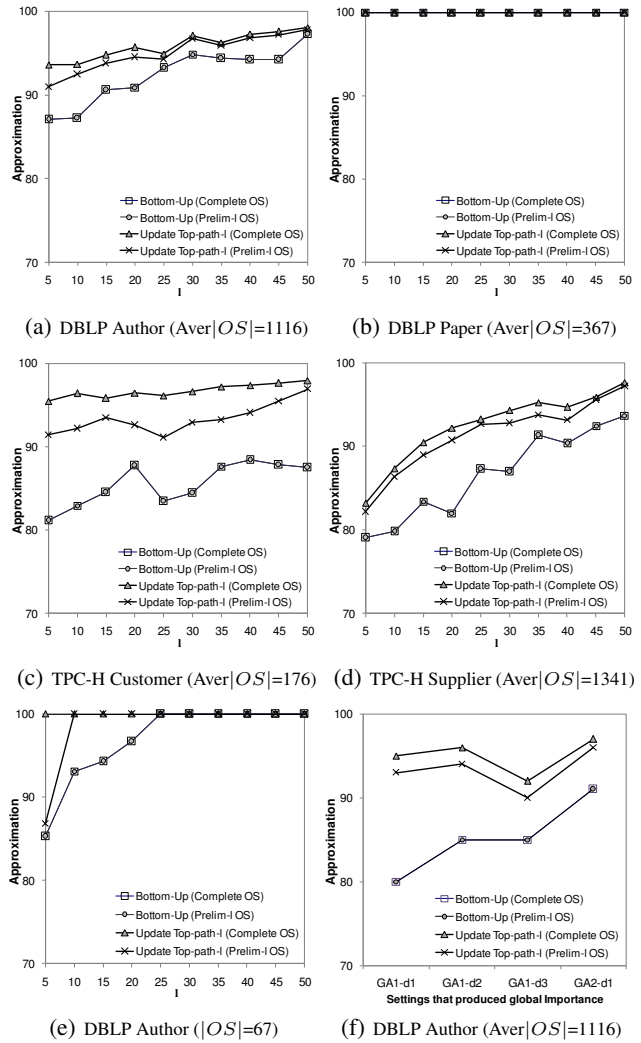 100
90
80
70
Approximation
Bottom-Up (Complete OS)
Bottom-Up (Prelim-l OS)
Update Top-path-l (Complete OS)
Update Top-path-l (Prelim-l OS)
5 10 15 20 25 30 35 40 45 50
l
(a) DBLP Author (Aver|OS|=1116)
100
90
80
70
Approximation
Bottom-Up (Complete OS)
Bottom-Up (Prelim-l OS)
Update Top-path-l (Complete OS)
Update Top-path-l (Prelim-l OS)
5 10 15 20 25 30 35 40 45 50
l
(b) DBLP Paper (Aver|OS|=367)
100
90
80
70
Approximation
Bottom-Up (Complete OS)
Bottom-Up (Prelim-l OS)
Update Top-path-l (Complete OS)
Update Top-path-l (Prelim-l OS)
5 10 15 20 25 30 35 40 45 50
l
(c) TPC-H Customer (Aver|OS|=176)
100
90
80
70
Approximation
Bottom-Up (Complete OS)
Bottom-Up (Prelim-l OS)
Update Top-path-l (Complete OS)
Update Top-path-l (Prelim-l OS)
5 10 15 20 25 30 35 40 45 50
l
(d) TPC-H Supplier (Aver|OS|=1341)
100
90
80
70
Approximation
Bottom-Up (Complete OS)
Bottom-Up (Prelim-l OS)
Update Top-path-l (Complete OS)
Update Top-path-l (Prelim-l OS)
5 10 15 20 25 30 35 40 45 50
l
(e) DBLP Author (|OS|=67)
100
90
80
70
Approximation
Bottom-Up (Complete OS)
Bottom-Up (Prelim-l OS)
Update Top-path-l (Complete OS)
Update Top-path-l (Prelim-l OS)
GA1-d1 GA1-d2 GA1-d3 GA2-d1
Settings that produced global Importance
(f) DBLP Author (Aver|OS|=1116)